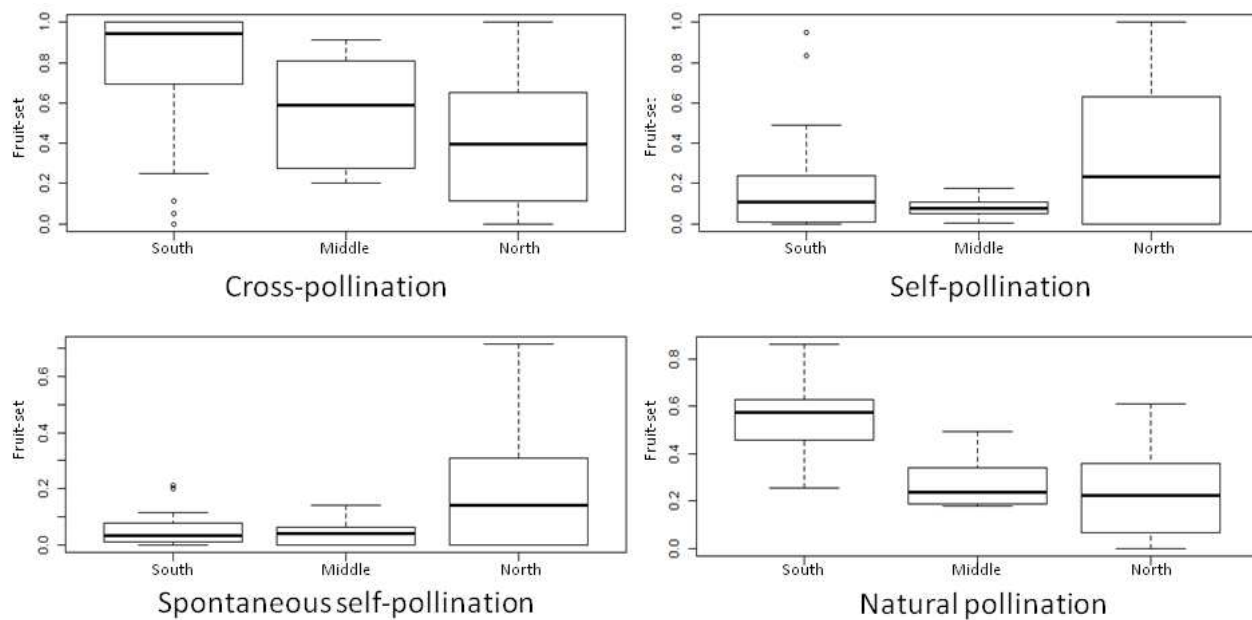 Fruit-set
0.0 0.2 0.4 0.6 0.8 1.0
South Middle North
Cross-pollination
Fruit-set
0.0 0.2 0.4 0.6 0.8 1.0
South Middle North
Self-pollination
Fruit-set
0.0 0.2 0.4 0.6
South Middle North
Spontaneous self-pollination
Fruit-set
0.0 0.2 0.4 0.6 0.8
South Middle North
Natural pollination